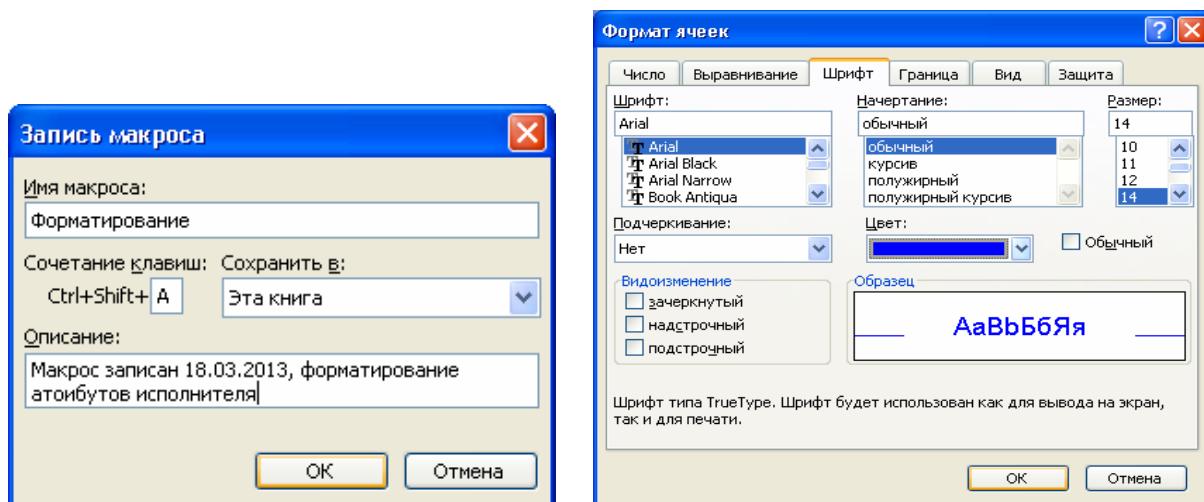 Запись макроса
Имя макроса:
Форматирование
Сочетание клавиш: Сохранить в:
Ctrl+Shift+ A Эта книга
Описание:
Макрос записан 18.03.2013, форматирование
атоибутов исполнителя
ОК Отмена
Формат ячеек
Число Выравнивание Шрифт Граница Вид Защита
Шрифт: Начертание: Размер:
Arial обычный 14
Arial обычный 10
Arial Black курсив 11
Arial Narrow полужирный 12
Book Antiqua полужирный курсив 14
Подчеркивание: Цвет:
Нет Обычный
Видоизменение Образец
зачеркнутый
надстрочный
подстрочный
АаВbБбЯя
Шрифт типа TrueType. Шрифт будет использован как для вывода на экран,
так и для печати.
ОК Отмена